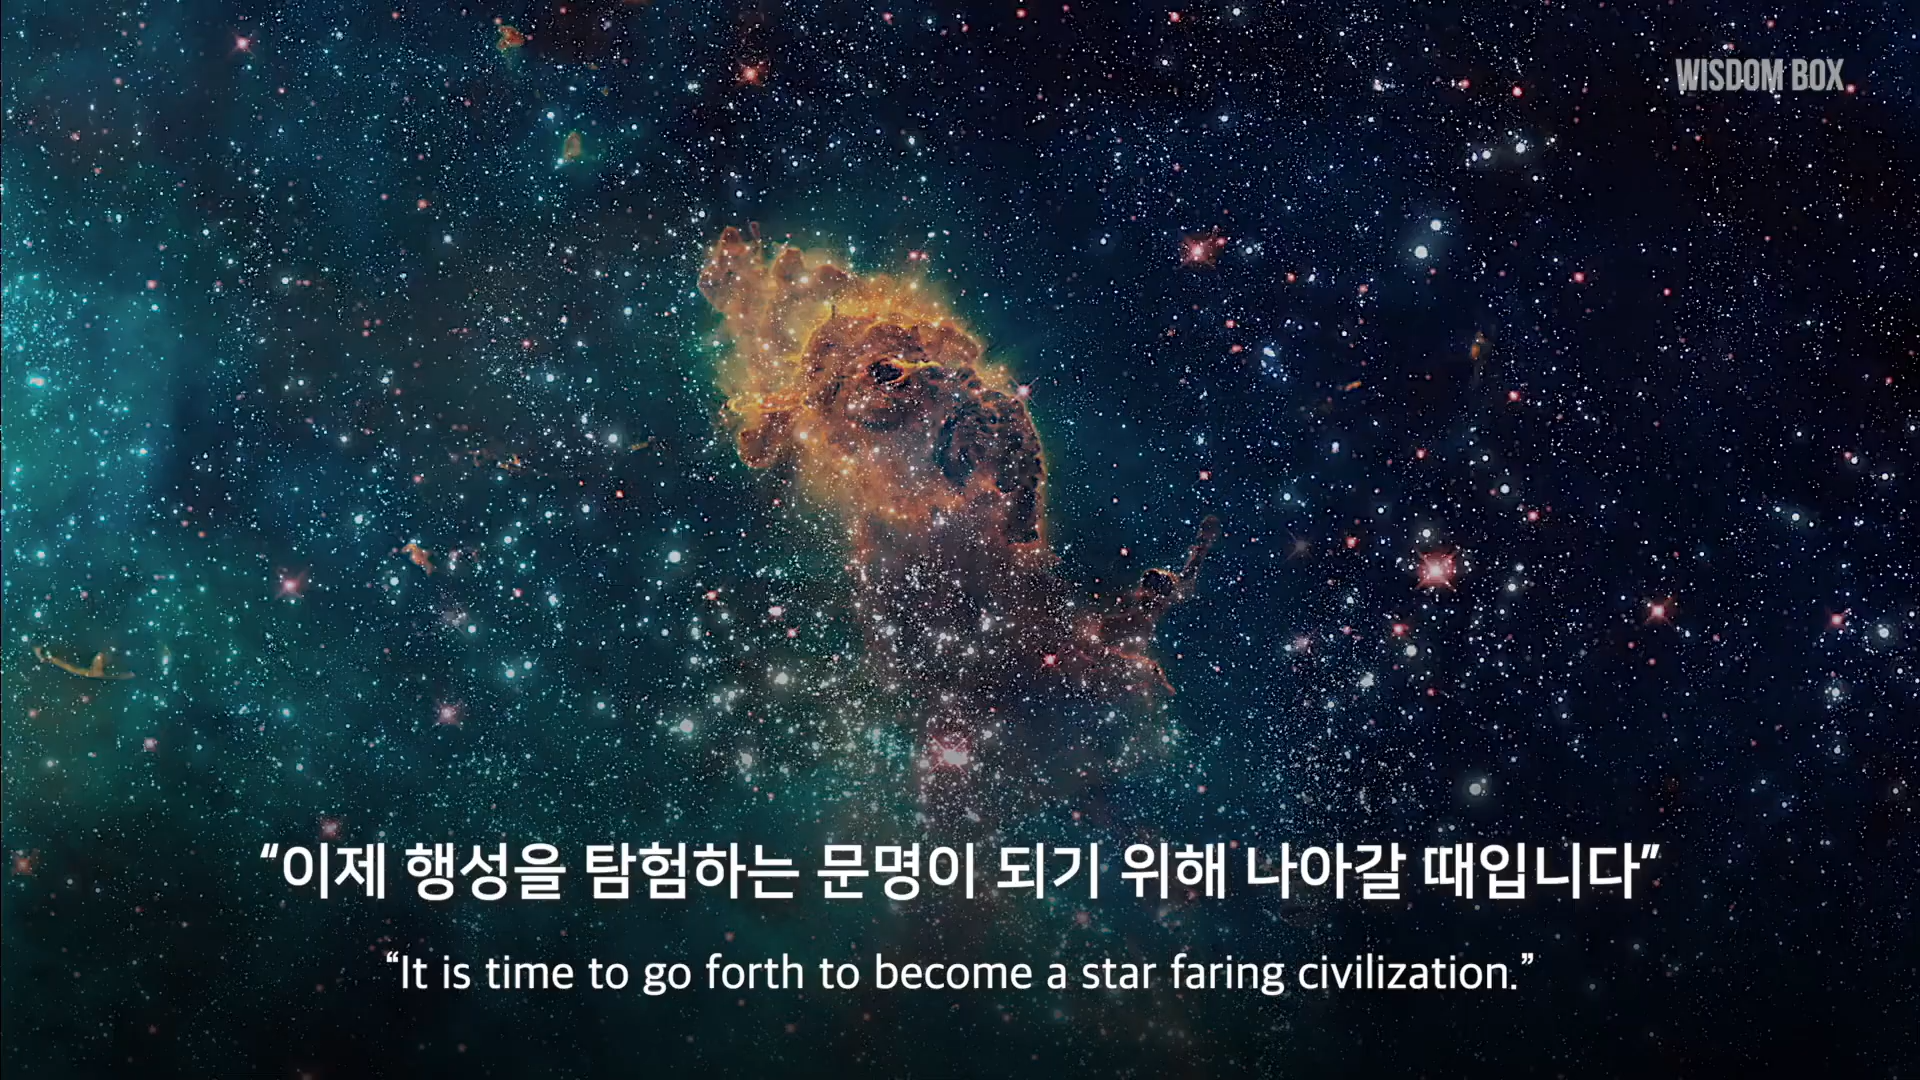 WISDOM BOX
“이제 행성을 탐험하는 문명이 되기 위해 나아갈 때입니다”
“It is time to go forth to become a star faring civilization.”